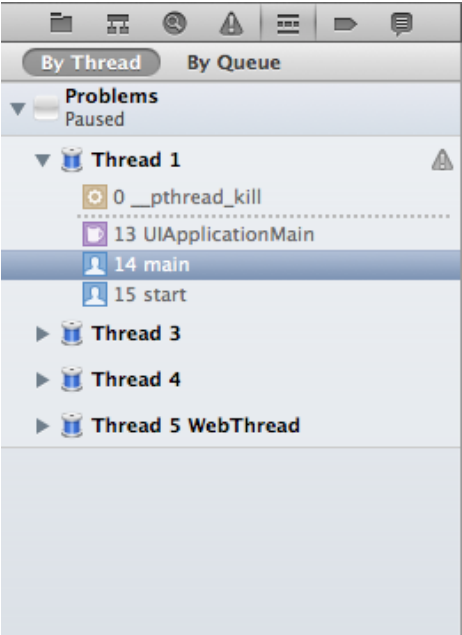 By Thread By Queue
Problems
Paused
Thread 1
0 __pthread_kill
13 UIApplicationMain
14 main
15 start
Thread 3
Thread 4
Thread 5 WebThread